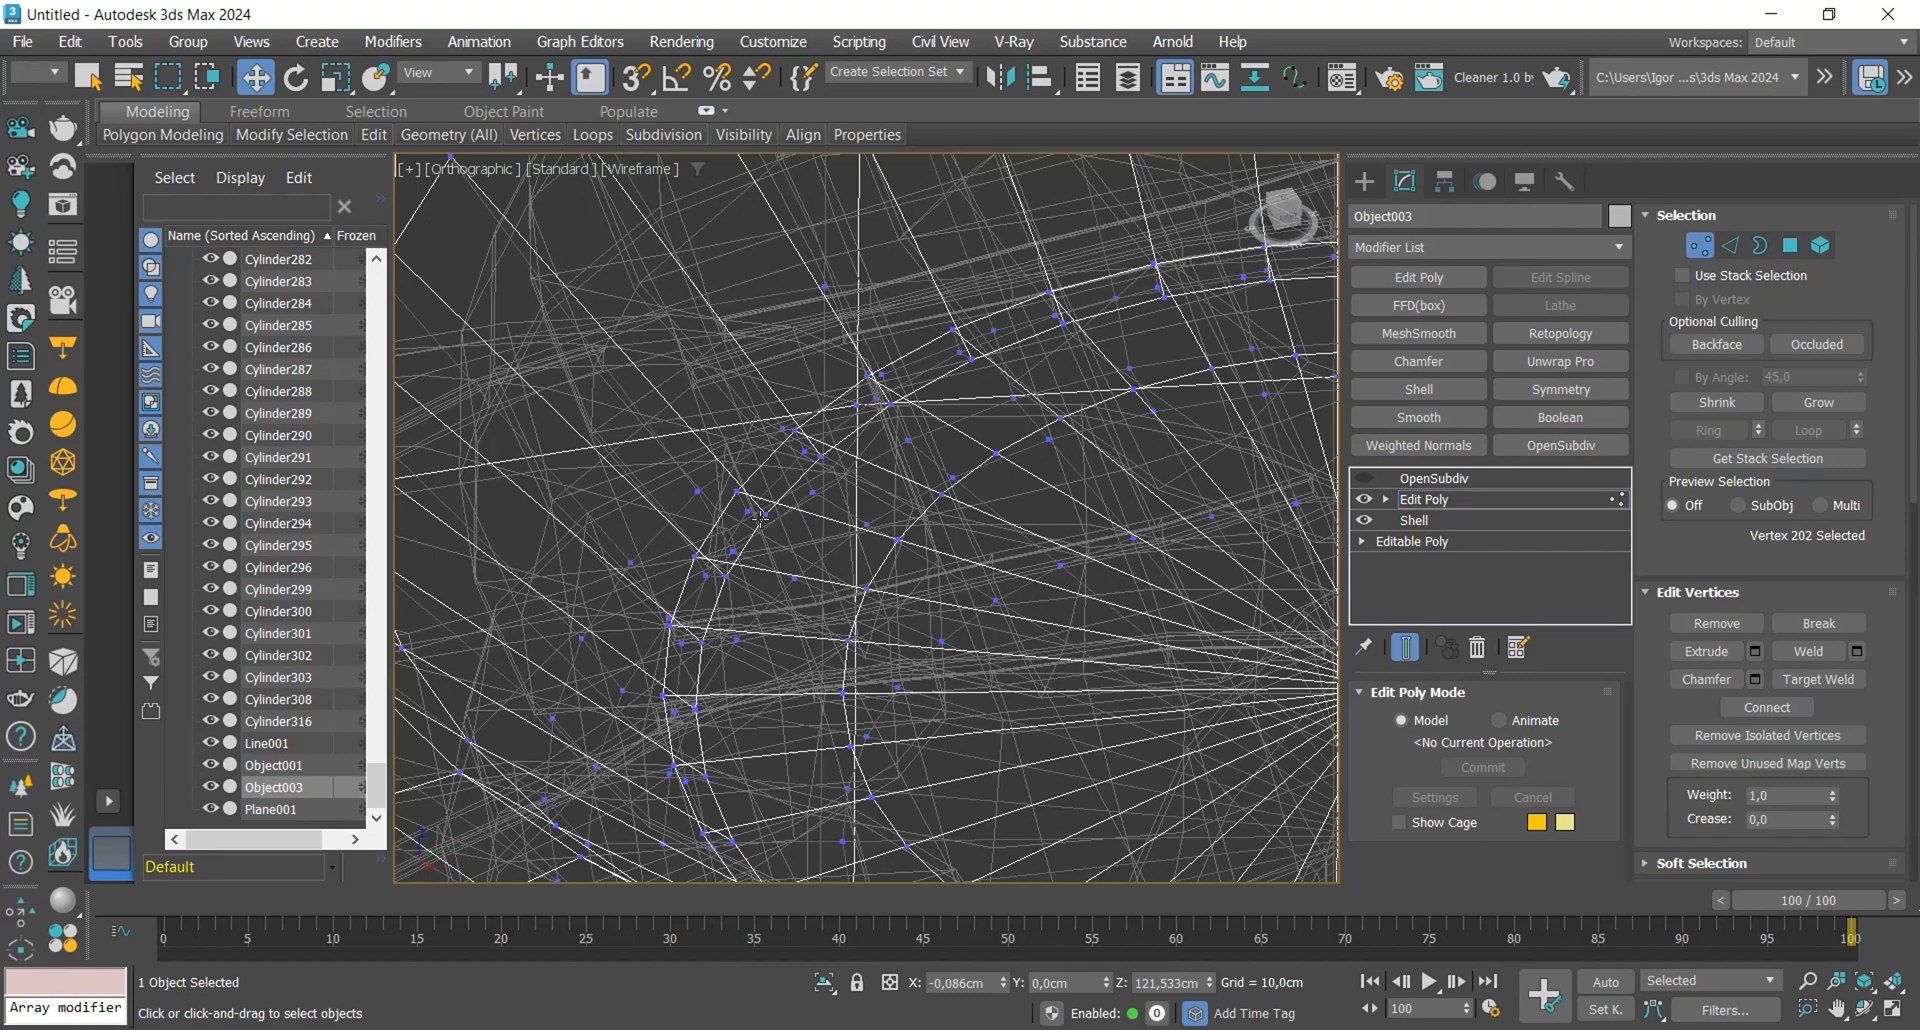 Untitled - Autodesk 3ds Max 2024
File Edit Tools Group Views Create Modifiers Animation Graph Editors Rendering Customize Scripting Civil View V-Ray Substance Arnold Help Workspaces: Default
View Create Selection Set Cleaner 1.0 by C:\Users\Igor ...s\3ds Max 2024
Modeling Freeform Selection Object Paint Populate
Polygon Modeling Modify Selection Edit Geometry (All) Vertices Loops Subdivision Visibility Align Properties
Select Display Edit
Name (Sorted Ascending) Frozen
Cylinder282
Cylinder283
Cylinder284
Cylinder285
Cylinder286
Cylinder287
Cylinder288
Cylinder289
Cylinder290
Cylinder291
Cylinder292
Cylinder293
Cylinder294
Cylinder295
Cylinder296
Cylinder299
Cylinder300
Cylinder301
Cylinder302
Cylinder303
Cylinder308
Cylinder316
Line001
Object001
Object003
Plane001
Default
[+] [Orthographic ] [Standard ] [Wireframe ]
Object003
Modifier List
Edit Poly Edit Spline
FFD(box) Lathe
MeshSmooth Retopology
Chamfer Unwrap Pro
Shell Symmetry
Smooth Boolean
Weighted Normals OpenSubdiv
OpenSubdiv
Edit Poly
Shell
Editable Poly
Edit Poly Mode
Model Animate
<No Current Operation>
Commit
Settings Cancel
Show Cage
Selection
Use Stack Selection
By Vertex
Optional Culling
Backface Occluded
By Angle: 45,0
Shrink Grow
Ring Loop
Get Stack Selection
Preview Selection
Off SubObj Multi
Vertex 202 Selected
Edit Vertices
Remove Break
Extrude Weld
Chamfer Target Weld
Connect
Remove Isolated Vertices
Remove Unused Map Verts
Weight: 1,0
Crease: 0,0
Soft Selection
< 100 / 100 >
0 5 10 15 20 25 30 35 40 45 50 55 60 65 70 75 80 85 90 95 100
1 Object Selected X: -0,086cm Y: 0,0cm Z: 121,533cm Grid = 10,0cm Auto Selected
Array modifier Click or click-and-drag to select objects Enabled: 0 Add Time Tag 100 Set K. Filters...